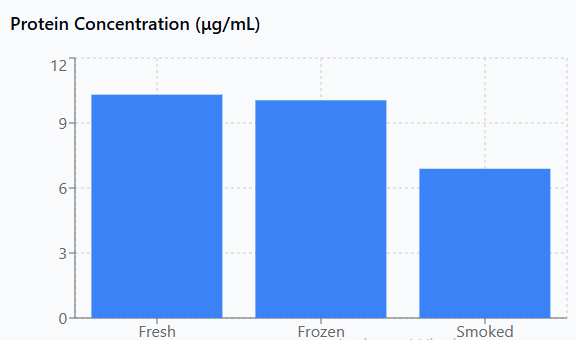 Protein Concentration (μg/mL)
12
9
6
3
0
Fresh Frozen Smoked